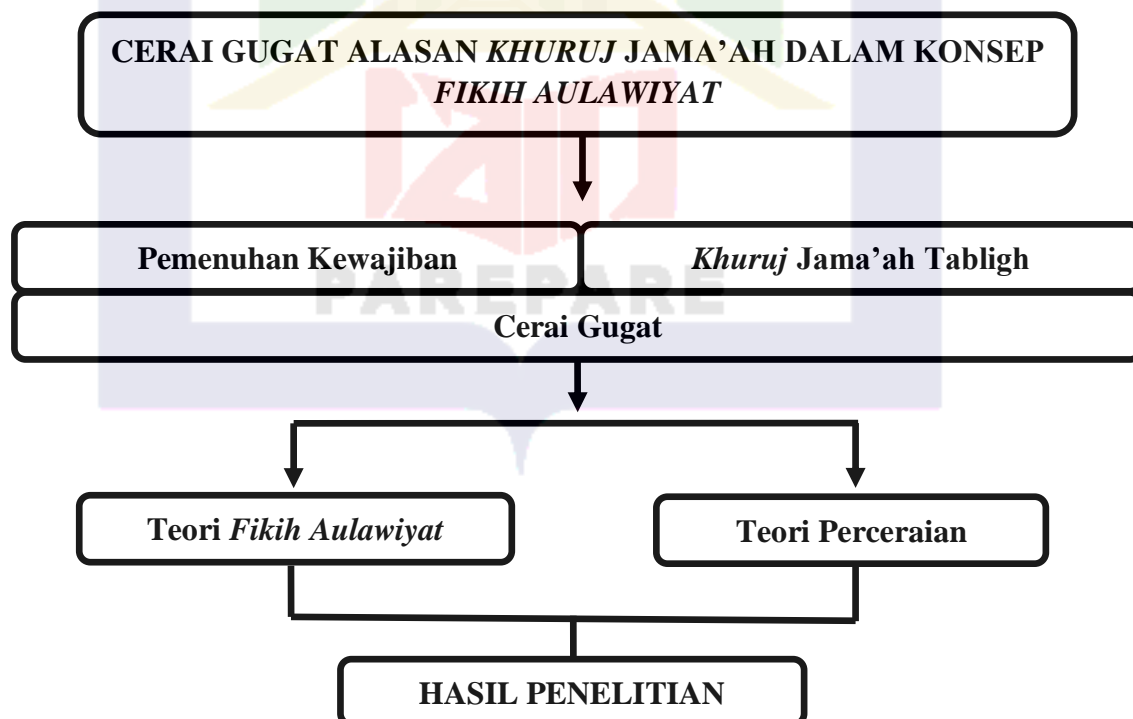 CERAI GUGAT ALASAN KHURUJ JAMA’AH DALAM KONSEP
FIKIH AULAWIYAT
Pemenuhan Kewajiban
Khuruj Jama’ah Tabligh
PAREPARE
Cerai Gugat
Teori Fikih Aulawiyat
Teori Perceraian
HASIL PENELITIAN